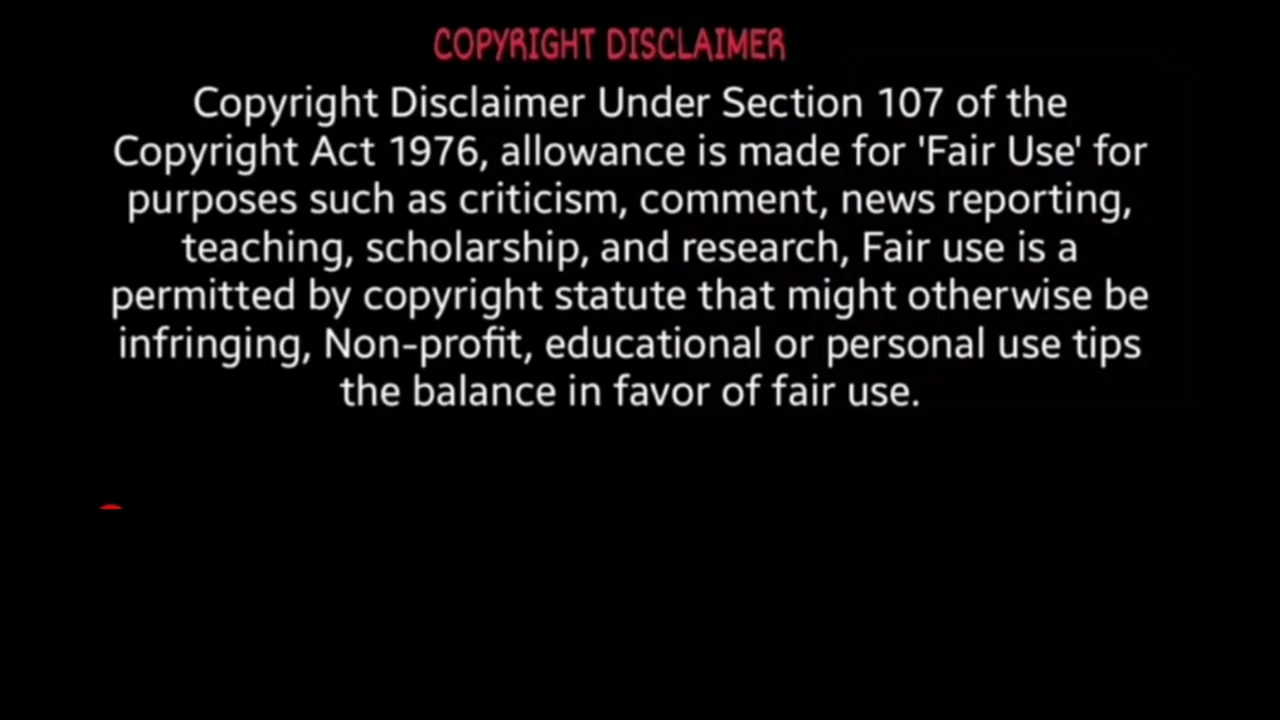 COPYRIGHT DISCLAIMER
Copyright Disclaimer Under Section 107 of the
Copyright Act 1976, allowance is made for 'Fair Use' for
purposes such as criticism, comment, news reporting,
teaching, scholarship, and research, Fair use is a
permitted by copyright statute that might otherwise be
infringing, Non-profit, educational or personal use tips
the balance in favor of fair use.